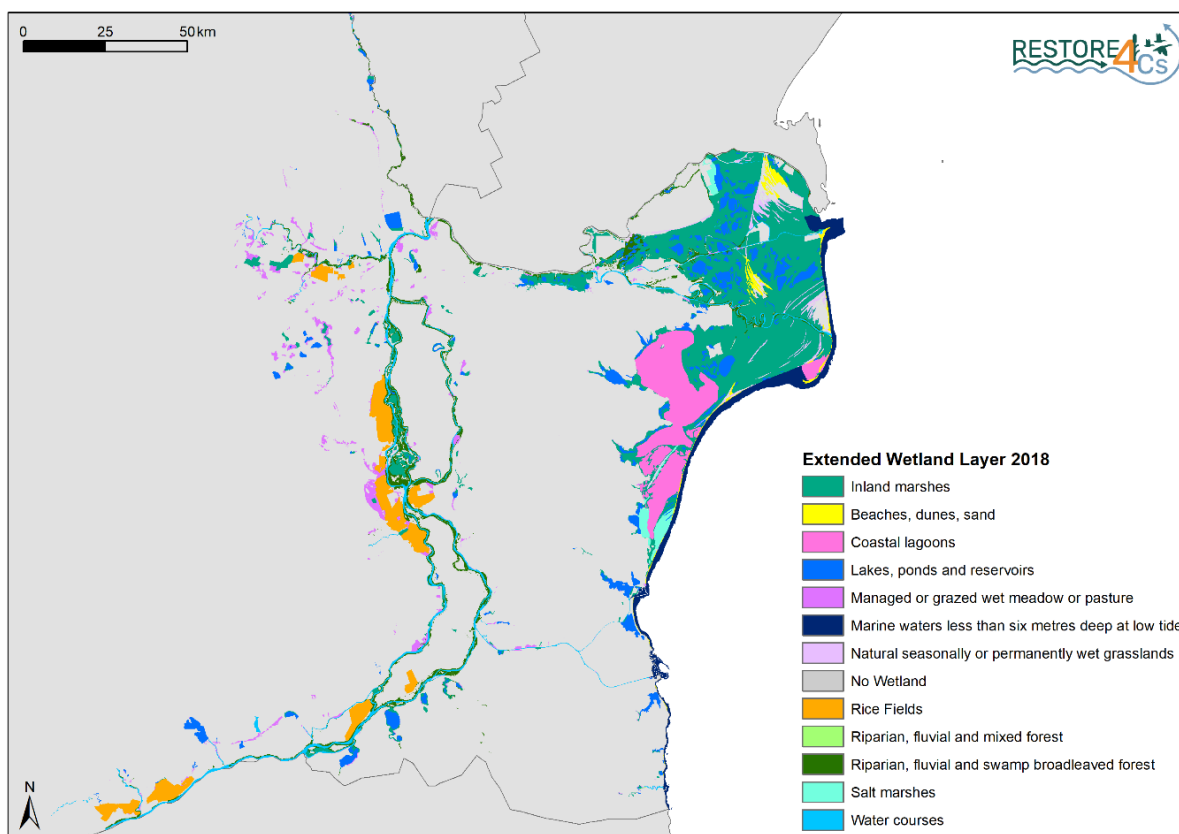 0 25 50 km
RESTORE
4Cs
Extended Wetland Layer 2018
Inland marshes
Beaches, dunes, sand
Coastal lagoons
Lakes, ponds and reservoirs
Managed or grazed wet meadow or pasture
Marine waters less than six metres deep at low tide
Natural seasonally or permanently wet grasslands
No Wetland
Rice Fields
Riparian, fluvial and mixed forest
Riparian, fluvial and swamp broadleaved forest
Salt marshes
Water courses
N